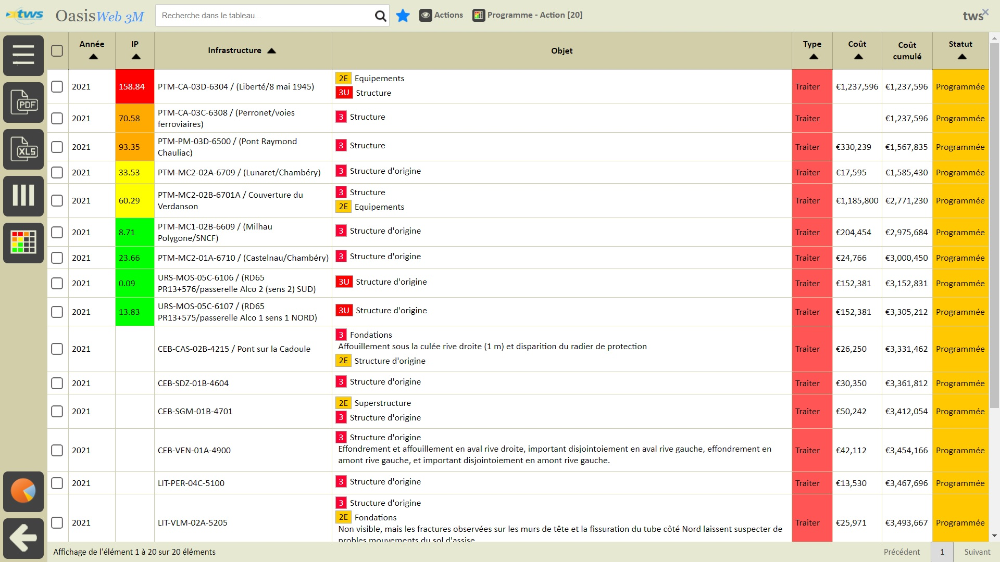 tws OasisWeb 3M Recherche dans le tableau... Actions Programme - Action [20] tws×
Année IP Infrastructure Objet Type Coût Coût cumulé Statut
2021 158.84 PTM-CA-03D-6304 / (Liberté/8 mai 1945) 2E Equipements Traiter €1,237,596 €1,237,596 Programmée
3U Structure
2021 70.58 PTM-CA-03C-6308 / (Perronet/voies 3 Structure Traiter €1,237,596 Programmée
ferroviaires)
2021 93.35 PTM-PM-03D-6500 / (Pont Raymond 3 Structure Traiter €330,239 €1,567,835 Programmée
Chauliac)
2021 33.53 PTM-MC2-02A-6709 / (Lunaret/Chambéry) 3 Structure d'origine Traiter €17,595 €1,585,430 Programmée
2021 60.29 PTM-MC2-02B-6701A / Couverture du 3 Structure Traiter €1,185,800 €2,771,230 Programmée
Verdanson 2E Equipements
2021 8.71 PTM-MC1-02B-6609 / (Milhau 3 Structure d'origine Traiter €204,454 €2,975,684 Programmée
Polygone/SNCF)
2021 23.66 PTM-MC2-01A-6710 / (Castelnau/Chambéry) 3 Structure d'origine Traiter €24,766 €3,000,450 Programmée
2021 0.09 URS-MOS-05C-6106 / (RD65 3U Structure d'origine Traiter €152,381 €3,152,831 Programmée
PR13+576/passerelle Alco 2 (sens 2) SUD)
2021 13.83 URS-MOS-05C-6107 / (RD65 3U Structure d'origine Traiter €152,381 €3,305,212 Programmée
PR13+575/passerelle Alco 1 sens 1 NORD)
2021 CEB-CAS-02B-4215 / Pont sur la Cadoule 3 Fondations Traiter €26,250 €3,331,462 Programmée
Affouillement sous la culée rive droite (1 m) et disparition du radier de protection
2E Structure d'origine
2021 CEB-SDZ-01B-4604 3 Structure d'origine Traiter €30,350 €3,361,812 Programmée
2021 CEB-SGM-01B-4701 2E Superstructure Traiter €50,242 €3,412,054 Programmée
3 Structure d'origine
2021 CEB-VEN-01A-4900 3 Structure d'origine Traiter €42,112 €3,454,166 Programmée
Effondrement et affouillement en aval rive droite, important disjointoiement en aval rive gauche, effondrement en
amont rive gauche, et important disjointoiement en amont rive gauche.
2021 LIT-PER-04C-5100 3 Structure d'origine Traiter €13,530 €3,467,696 Programmée
2021 LIT-VLM-02A-5205 3 Structure d'origine Traiter €25,971 €3,493,667 Programmée
2E Fondations
Non visible, mais les fractures observées sur les murs de tête et la fissuration du tube côté Nord laissent suspecter de
probles mouvements du sol d'assise
PDF
XLS
Affichage de l'élément 1 à 20 sur 20 éléments Précédent 1 Suivant